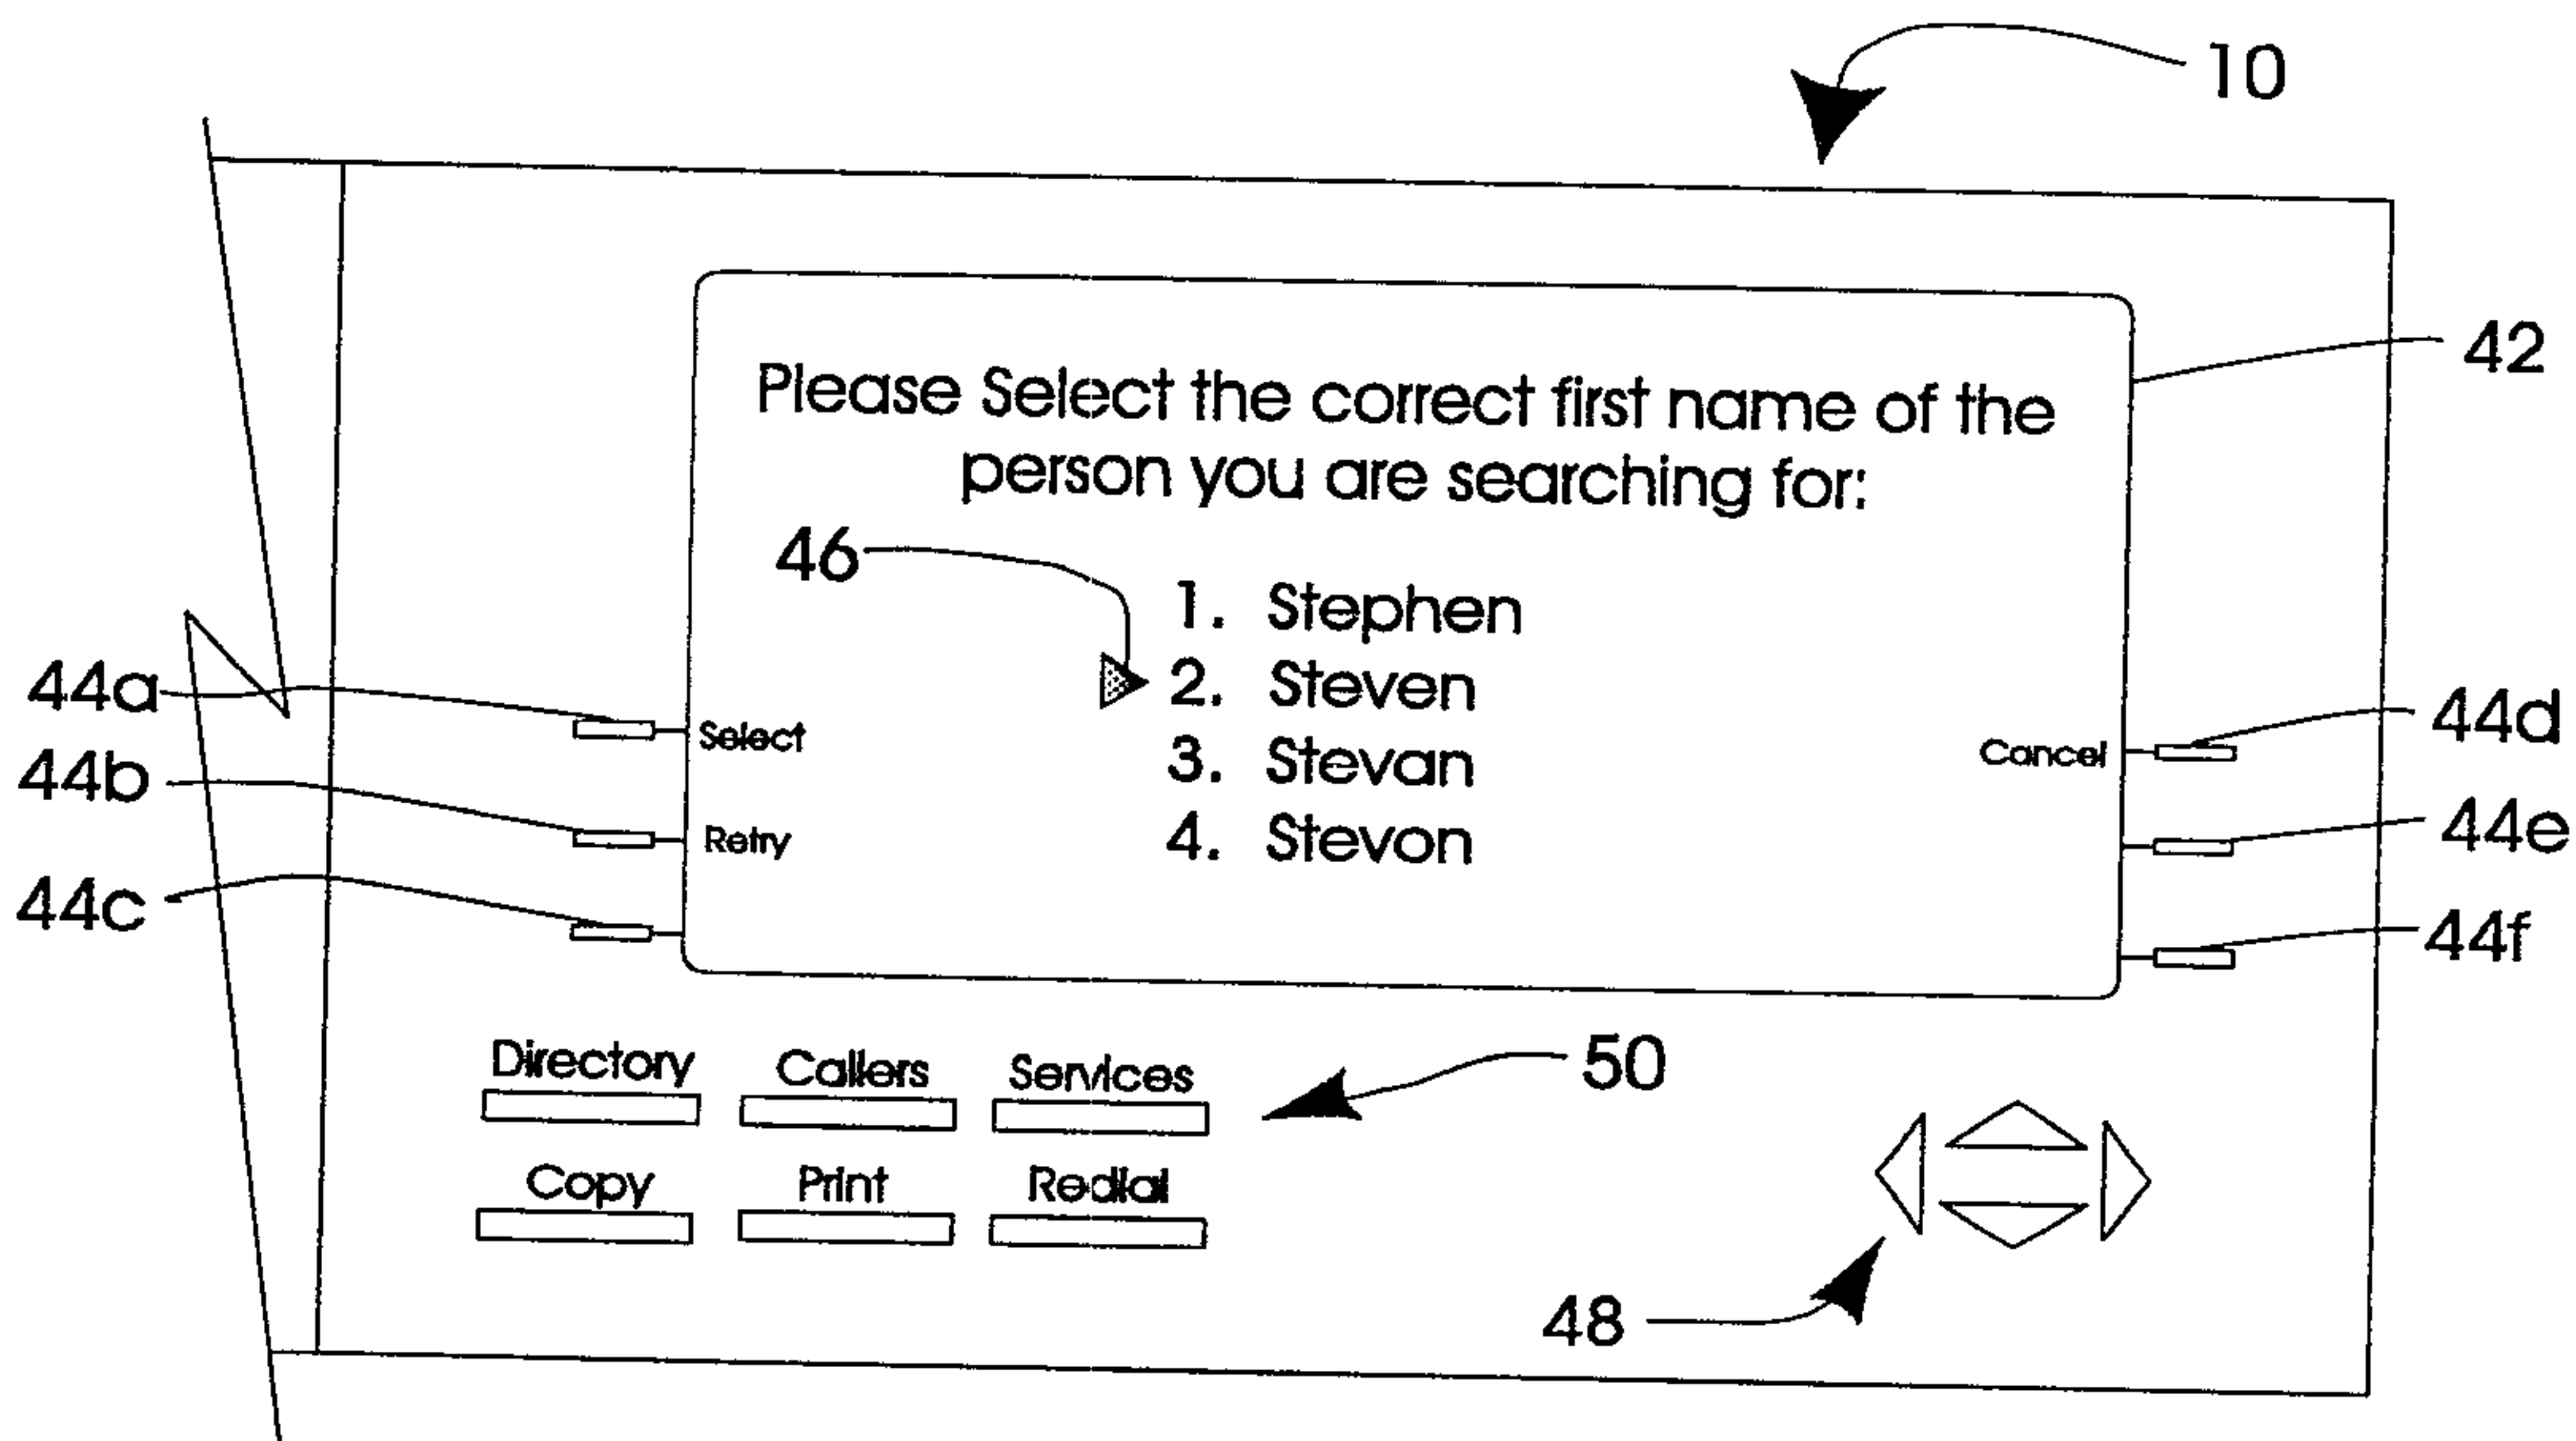 10
42
Please Select the correct first name of the
person you are searching for:
46
1. Stephen
2. Steven
3. Stevan
4. Stevon
44a
Select
Cancel
44d
44b
Retry
44e
44c
44f
Directory Callers Services
50
Copy Print Redial
48